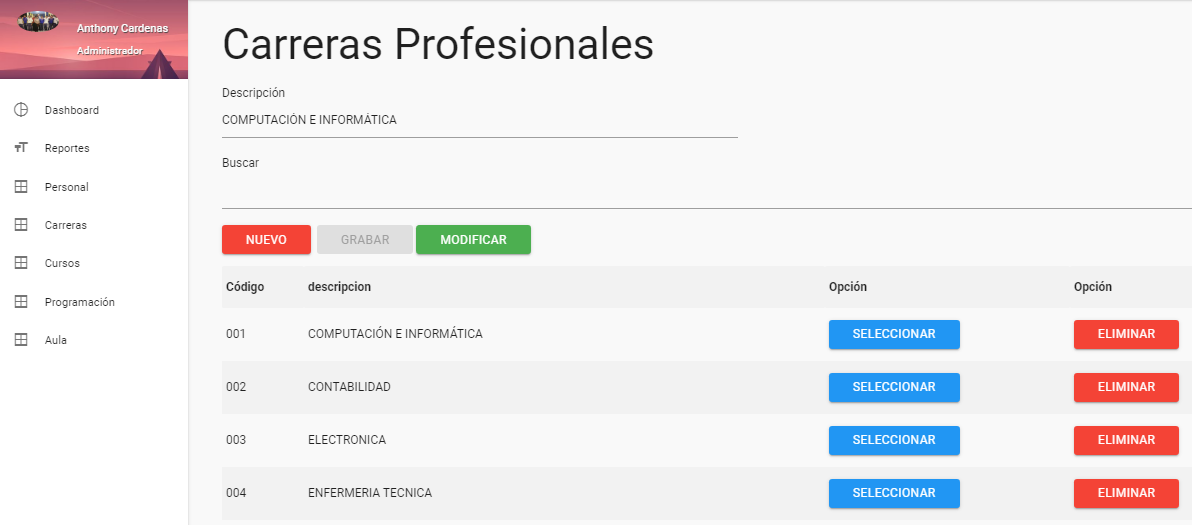 Anthony Cardenas
Administrador
Dashboard
Reportes
Personal
Carreras
Cursos
Programación
Aula
Carreras Profesionales
Descripción
COMPUTACIÓN E INFORMÁTICA
Buscar
NUEVO GRABAR MODIFICAR
Código descripcion Opción Opción
001 COMPUTACIÓN E INFORMÁTICA SELECCIONAR ELIMINAR
002 CONTABILIDAD SELECCIONAR ELIMINAR
003 ELECTRONICA SELECCIONAR ELIMINAR
004 ENFERMERIA TECNICA SELECCIONAR ELIMINAR